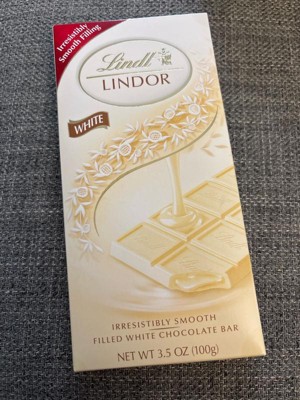 Irresistibly
Smooth Filling
Lindt
LINDOR
WHITE
IRRESISTIBLY SMOOTH
FILLED WHITE CHOCOLATE BAR
NET WT 3.5 OZ (100g)